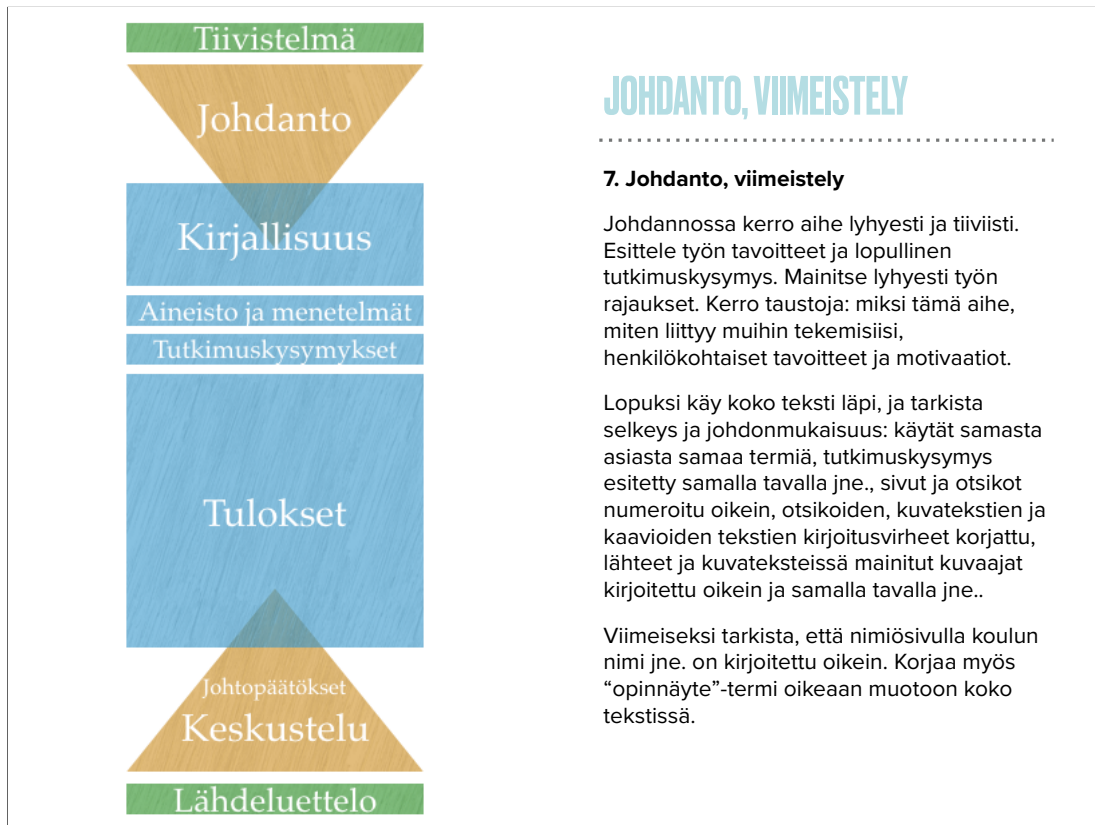 Tiivistelmä
Johdanto
Kirjallisuus
Aineisto ja menetelmät
Tutkimuskysymykset
Tulokset
Johtopäätökset
Keskustelu
Lähdeluettelo
JOHDANTO, VIIMEISTELY
7. Johdanto, viimeistely
Johdannossa kerro aihe lyhyesti ja tiiviisti.
Esittele työn tavoitteet ja lopullinen
tutkimuskysymys. Mainitse lyhyesti työn
rajaukset. Kerro taustoja: miksi tämä aihe,
miten liittyy muihin tekemisiisi,
henkilökohtaiset tavoitteet ja motivaatiot.
Lopuksi käy koko teksti läpi, ja tarkista
selkeys ja johdonmukaisuus: käytät samasta
asiasta samaa termiä, tutkimuskysymys
esitetty samalla tavalla jne., sivut ja otsikot
numeroitu oikein, otsikoiden, kuvatekstien ja
kaavioiden tekstien kirjoitusvirheet korjattu,
lähteet ja kuvateksteissä mainitut kuvaajat
kirjoitettu oikein ja samalla tavalla jne..
Viimeiseksi tarkista, että nimiösivulla koulun
nimi jne. on kirjoitettu oikein. Korjaa myös
“opinnäyte”-termi oikeaan muotoon koko
tekstissä.